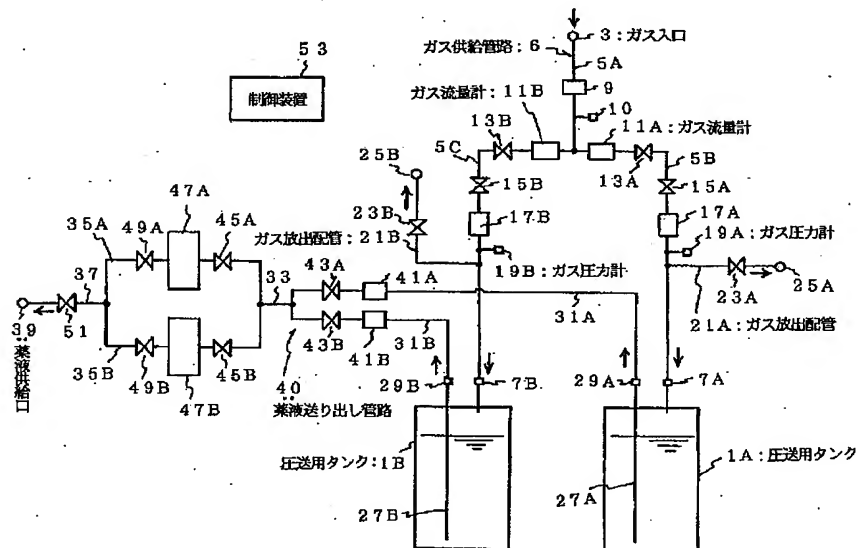 53
制御装置
ガス供給管路:6
3:ガス入口
5A
9
ガス流量計:11B
10
11A:ガス流量計
13B
5C
5B
13A
25B
15B
15A
47A
23B
17B
17A
ガス放出配管:21B
19A:ガス圧力計
35A
49A
45A
19B:ガス圧力計
37
33
43A
41A
23A
25A
31A
21A:ガス放出配管
39:薬液供給口
51
43B
41B
31B
35B
49B
45B
47B
40:薬液送り出し管路
29B
7B
29A
7A
圧送用タンク:1B
1A:圧送用タンク
27B
27A